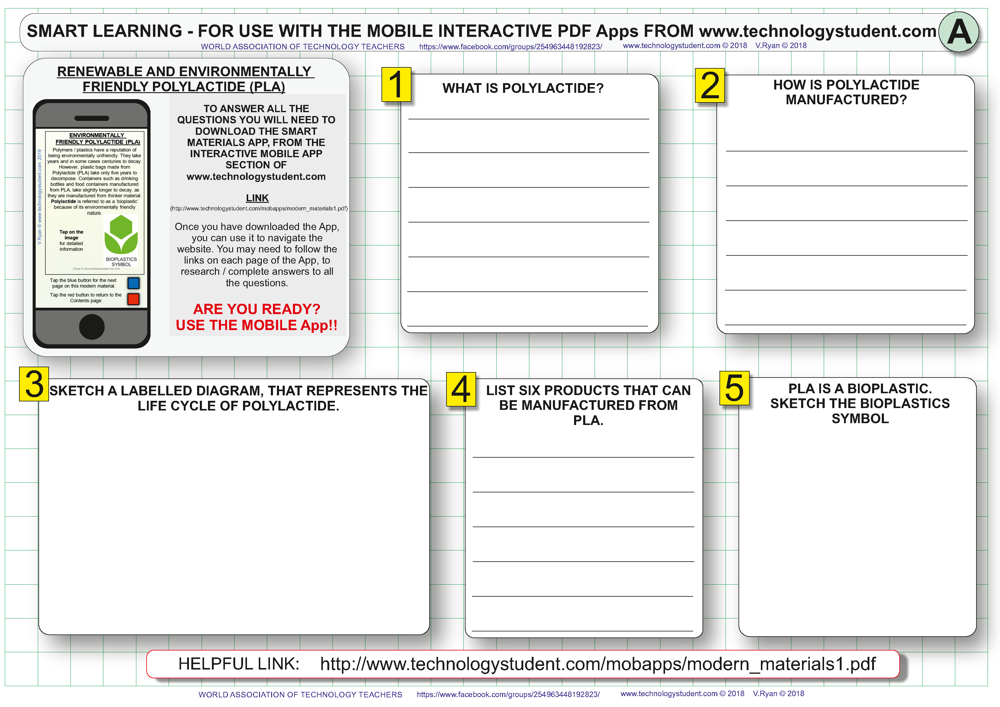 SMART LEARNING - FOR USE WITH THE MOBILE INTERACTIVE PDF Apps FROM www.technologystudent.com
A
WORLD ASSOCIATION OF TECHNOLOGY TEACHERS https://www.facebook.com/groups/254963448192823/ www.technologystudent.com © 2018 V.Ryan © 2018
RENEWABLE AND ENVIRONMENTALLY
FRIENDLY POLYLACTIDE (PLA)
V.Ryan © www.technologystudent.com 2019
ENVIRONMENTALLY
FRIENDLY POLYLACTIDE (PLA)
Polymers / plastics have a reputation of
being environmentally unfriendly. They take
years and in some cases centuries to decay.
However, plastic bags made from
Polylactide (PLA) take only five years to
decompose. Containers such as drinking
bottles and food containers manufactured
from PLA, take slightly longer to decay, as
they are manufactured from thinker material.
Polylactide is referred to as a 'bioplastic'
because of its environmentally friendly
nature.
Tap on the
image
for detailed
information
BIOPLASTICS
SYMBOL
V.Ryan © www.technologystudent.com 2019
Tap the blue button for the next
page on this modern material.
Tap the red button to return to the
Contents page
TO ANSWER ALL THE
QUESTIONS YOU WILL NEED TO
DOWNLOAD THE SMART
MATERIALS APP, FROM THE
INTERACTIVE MOBILE APP
SECTION OF
www.technologystudent.com
LINK
(http://www.technologystudent.com/mobapps/modern_materials1.pdf)
Once you have downloaded the App,
you can use it to navigate the
website. You may need to follow the
links on each page of the App, to
research / complete answers to all
the questions.
ARE YOU READY?
USE THE MOBILE App!!
1
WHAT IS POLYLACTIDE?
2
HOW IS POLYLACTIDE
MANUFACTURED?
3
SKETCH A LABELLED DIAGRAM, THAT REPRESENTS THE
LIFE CYCLE OF POLYLACTIDE.
4
LIST SIX PRODUCTS THAT CAN
BE MANUFACTURED FROM
PLA.
5
PLA IS A BIOPLASTIC.
SKETCH THE BIOPLASTICS
SYMBOL
HELPFUL LINK: http://www.technologystudent.com/mobapps/modern_materials1.pdf
WORLD ASSOCIATION OF TECHNOLOGY TEACHERS https://www.facebook.com/groups/254963448192823/ www.technologystudent.com © 2018 V.Ryan © 2018